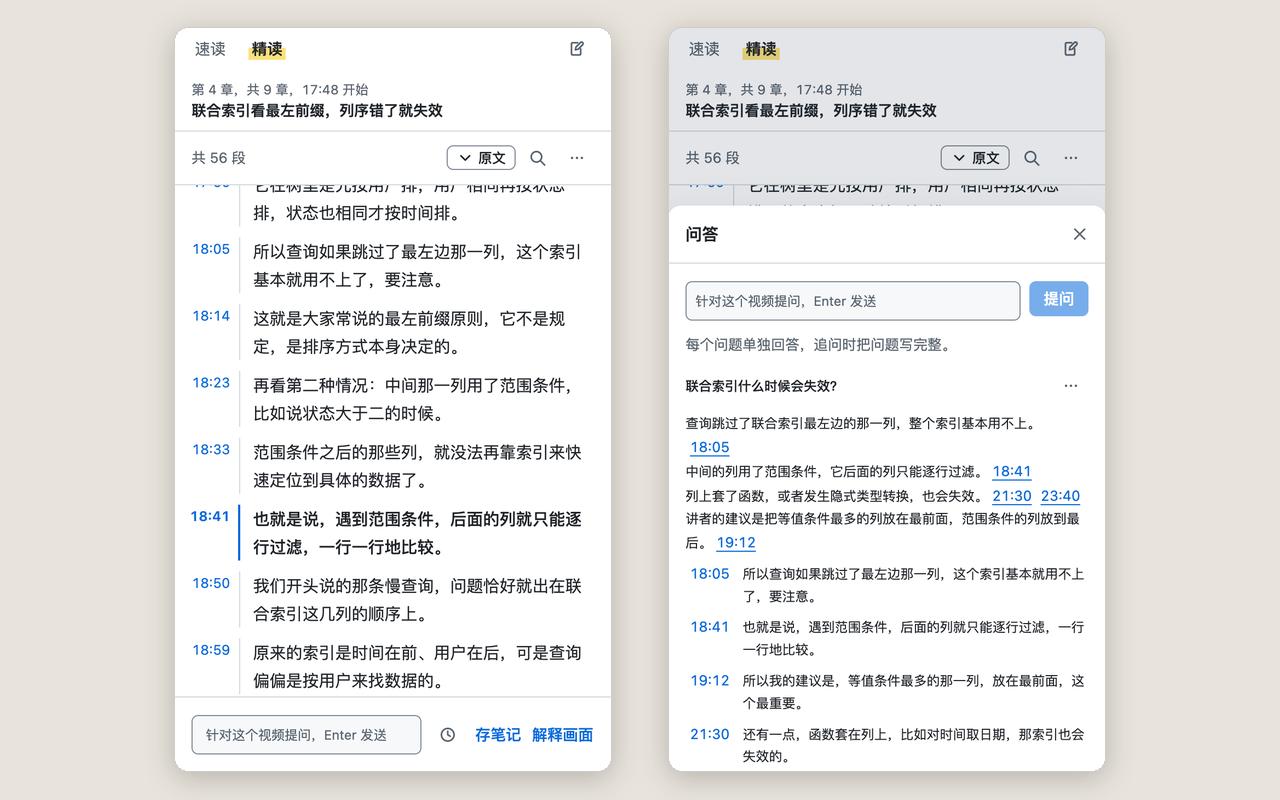 速读 精读
第 4 章，共 9 章，17:48 开始
联合索引看最左前缀，列序错了就失效
共 56 段 原文
排，状态也相同才按时间排。
18:05 所以查询如果跳过了最左边那一列，这个索引
基本就用不上了，要注意。
18:14 这就是大家常说的最左前缀原则，它不是规
定，是排序方式本身决定的。
18:23 再看第二种情况：中间那一列用了范围条件，
比如说状态大于二的时候。
18:33 范围条件之后的那些列，就没法再靠索引来快
速定位到具体的数据了。
18:41 也就是说，遇到范围条件，后面的列就只能逐
行过滤，一行一行地比较。
18:50 我们开头说的那条慢查询，问题恰好就出在联
合索引这几列的顺序上。
18:59 原来的索引是时间在前、用户在后，可是查询
偏偏是按用户来找数据的。
针对这个视频提问，Enter 发送 存笔记 解释画面
速读 精读
第 4 章，共 9 章，17:48 开始
联合索引看最左前缀，列序错了就失效
共 56 段 原文
问答
针对这个视频提问，Enter 发送 提问
每个问题单独回答，追问时把问题写完整。
联合索引什么时候会失效?
查询跳过了联合索引最左边的那一列，整个索引基本用不上。
18:05
中间的列用了范围条件，它后面的列只能逐行过滤。 18:41
列上套了函数，或者发生隐式类型转换，也会失效。 21:30 23:40
讲者的建议是把等值条件最多的列放在最前面，范围条件的列放到最
后。 19:12
18:05 所以查询如果跳过了最左边那一列，这个索引基本就用不上
了，要注意。
18:41 也就是说，遇到范围条件，后面的列就只能逐行过滤，一行
一行地比较。
19:12 所以我的建议是，等值条件最多的那一列，放在最前面，这
个最重要。
21:30 还有一点，函数套在列上，比如对时间取日期，那索引也会
失效的。